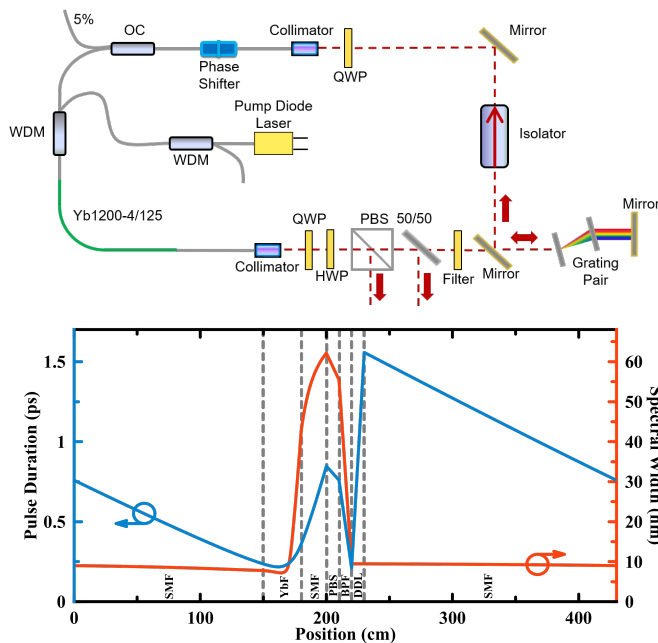 5%
OC
Collimator
Mirror
Phase
Shifter
QWP
Pump Diode
Laser
WDM
WDM
Isolator
Yb1200-4/125
QWP
PBS
50/50
Mirror
Collimator
HWP
Filter
Mirror
Grating
Pair
Pulse Duration (ps)
1.5
1
0.5
0
SMF
YbF
SMF
PBS
BPF
DDL
SMF
60
50
40
30
20
10
0
Spectral Width (nm)
0
100
200
300
400
Position (cm)